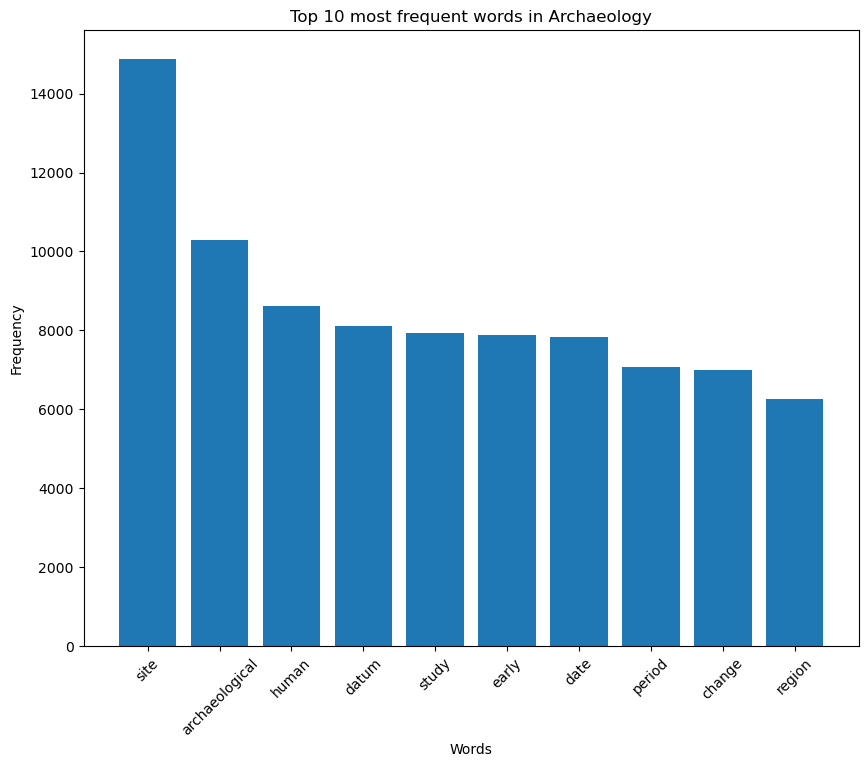 Top 10 most frequent words in Archaeology
Frequency
14000
12000
10000
8000
6000
4000
2000
0
site
archaeological
human
datum
study
early
date
period
change
region
Words